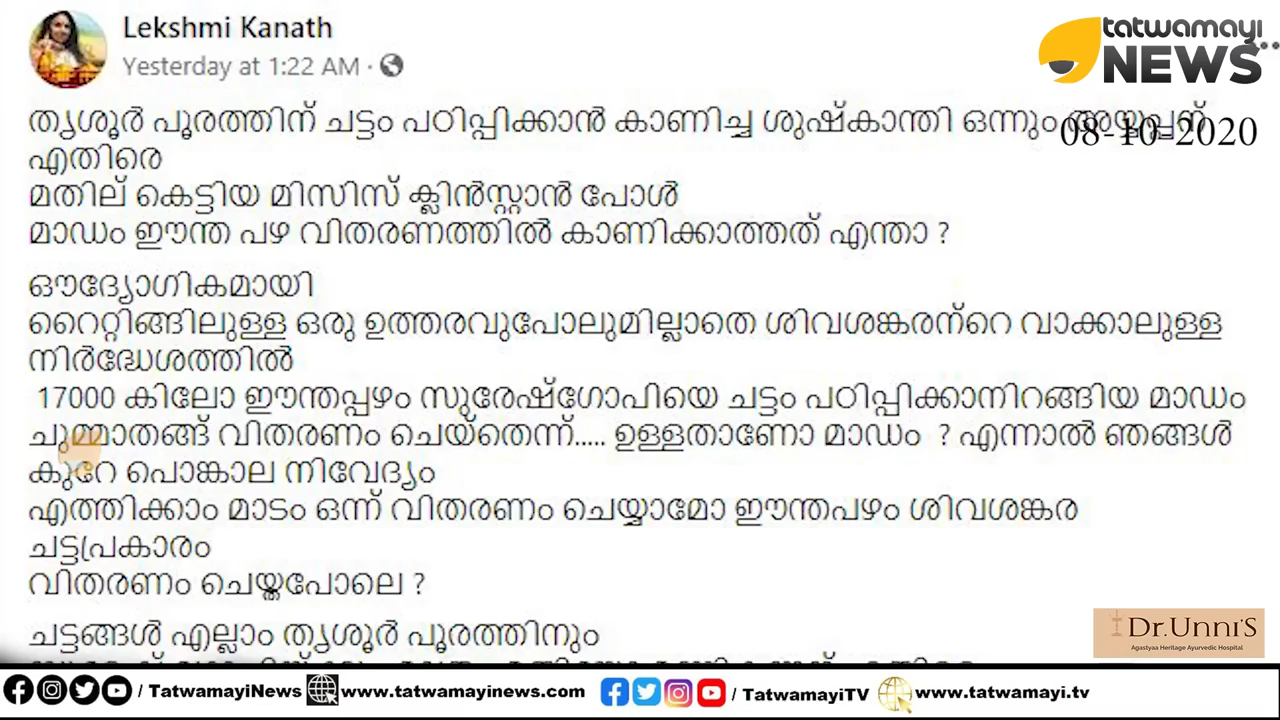 Lekshmi Kanath
Yesterday at 1:22 AM ·
tatwamayi
NEWS
08-10-2020
തൃശൂർ പൂരത്തിന് ചട്ടം പഠിപ്പിക്കാൻ കാണിച്ച ശുഷ്കാന്തി ഒന്നും
എതിരെ
മതില് കെട്ടിയ മിസിസ് ക്ലിൻസ്റ്റാൻ പോൾ
മാഡം ഈന്ത പഴ വിതരണത്തിൽ കാണിക്കാത്തത് എന്താ ?
ഔദ്യോഗികമായി
റൈറ്റിങ്ങിലുള്ള ഒരു ഉത്തരവുപോലുമില്ലാതെ ശിവശങ്കരന്റെ വാക്കാലുള്ള
നിർദ്ധേശത്തിൽ
17000 കിലോ ഈന്തപ്പഴം സുരേഷ്ഗോപിയെ ചട്ടം പഠിപ്പിക്കാനിറങ്ങിയ മാഡം
ചുമ്മാതങ്ങ് വിതരണം ചെയ്തെന്ന്..... ഉള്ളതാണോ മാഡം ? എന്നാൽ ഞങ്ങൾ
കുറേ പൊങ്കാല നിവേദ്യം
എത്തിക്കാം മാടം ഒന്ന് വിതരണം ചെയ്യാമോ ഈന്തപഴം ശിവശങ്കര
ചട്ടപ്രകാരം
വിതരണം ചെയ്തപോലെ ?
ചട്ടങ്ങൾ എല്ലാം തൃശൂർ പൂരത്തിനും
Dr.Unni's
Agastyaa Heritage Ayurvedic Hospital
/ TatwamayiNews www.tatwamayinews.com / TatwamayiTV www.tatwamayi.tv